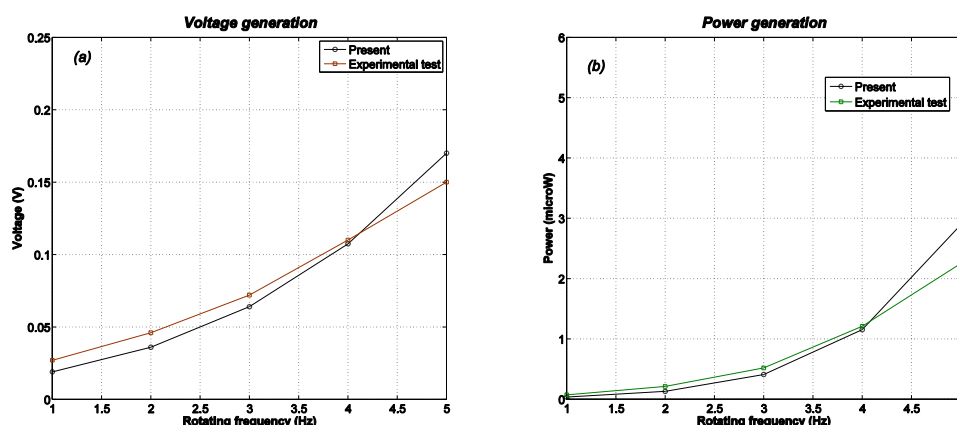 Voltage generation
(a)
Present
Experimental test
0.25
0.2
0.15
0.1
0.05
0
Voltage (V)
1 1.5 2 2.5 3 3.5 4 4.5 5
Rotating frequency (Hz)
Power generation
(b)
Present
Experimental test
6
5
4
3
2
1
0
Power (microW)
1 1.5 2 2.5 3 3.5 4 4.5
Rotating frequency (Hz)